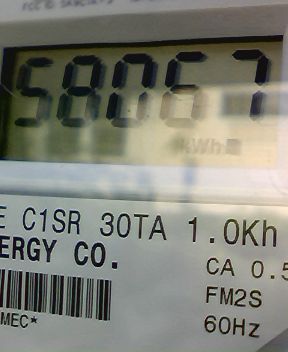 58067
kWh
E C1SR 30TA 1.0Kh
ERGY CO.
CA 0.5
FM2S
60Hz
MEC*